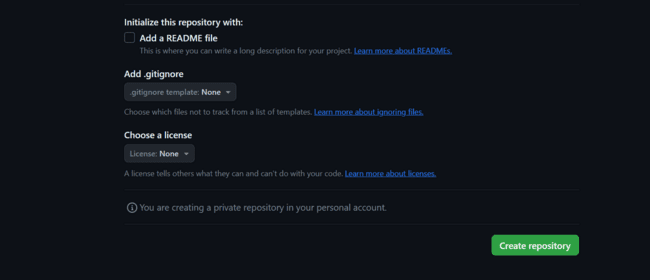 Initialize this repository with:
Add a README file
This is where you can write a long description for your project. Learn more about READMEs.
Add .gitignore
.gitignore template: None
Choose which files not to track from a list of templates. Learn more about ignoring files.
Choose a license
License: None
A license tells others what they can and can't do with your code. Learn more about licenses.
You are creating a private repository in your personal account.
Create repository